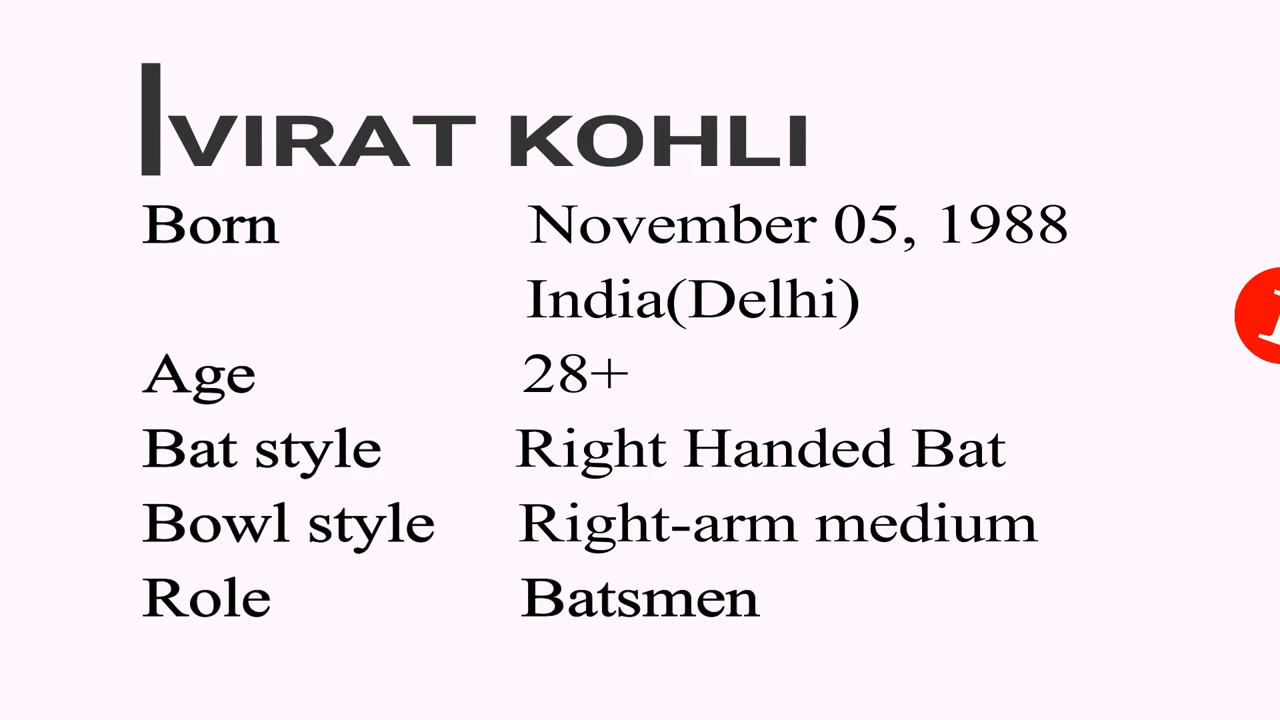 VIRAT KOHLI
Born November 05, 1988
India(Delhi)
Age 28+
Bat style Right Handed Bat
Bowl style Right-arm medium
Role Batsmen